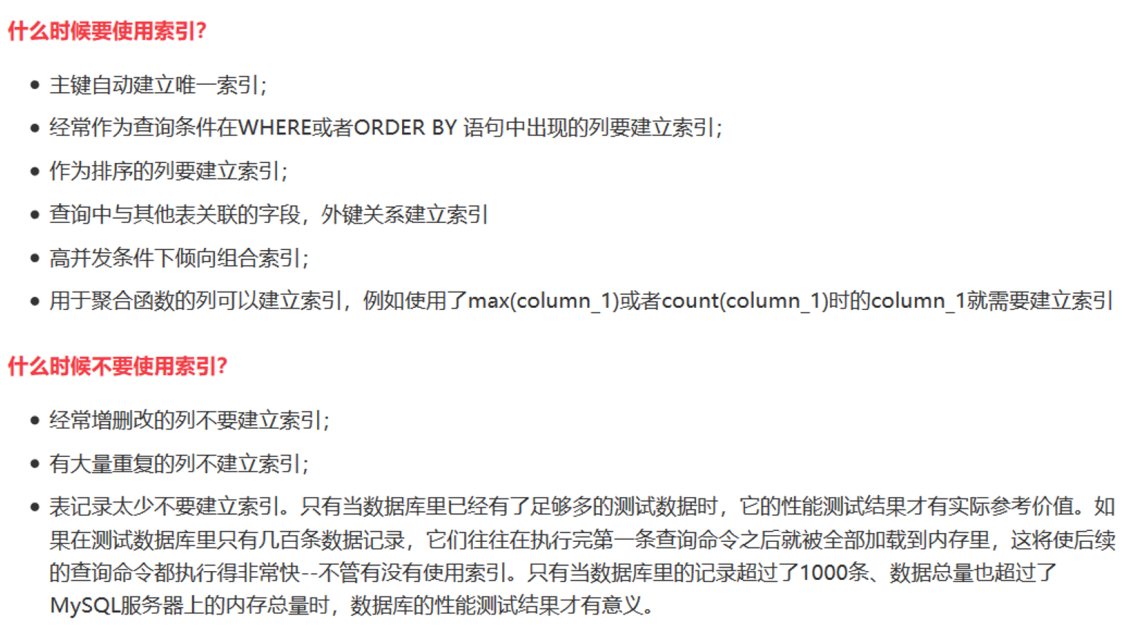 什么时候要使用索引?
主键自动建立唯一索引;
经常作为查询条件在WHERE或者ORDER BY 语句中出现的列要建立索引;
作为排序的列要建立索引;
查询中与其他表关联的字段，外键关系建立索引
高并发条件下倾向组合索引;
用于聚合函数的列可以建立索引，例如使用了max(column_1)或者count(column_1)时的column_1就需要建立索引
什么时候不要使用索引?
经常增删改的列不要建立索引;
有大量重复的列不建立索引;
表记录太少不要建立索引。只有当数据库里已经有了足够多的测试数据时，它的性能测试结果才有实际参考价值。如
果在测试数据库里只有几百条数据记录，它们往往在执行完第一条查询命令之后就被全部加载到内存里，这将使后续
的查询命令都执行得非常快--不管有没有使用索引。只有当数据库里的记录超过了1000条、数据总量也超过了
MySQL服务器上的内存总量时，数据库的性能测试结果才有意义。